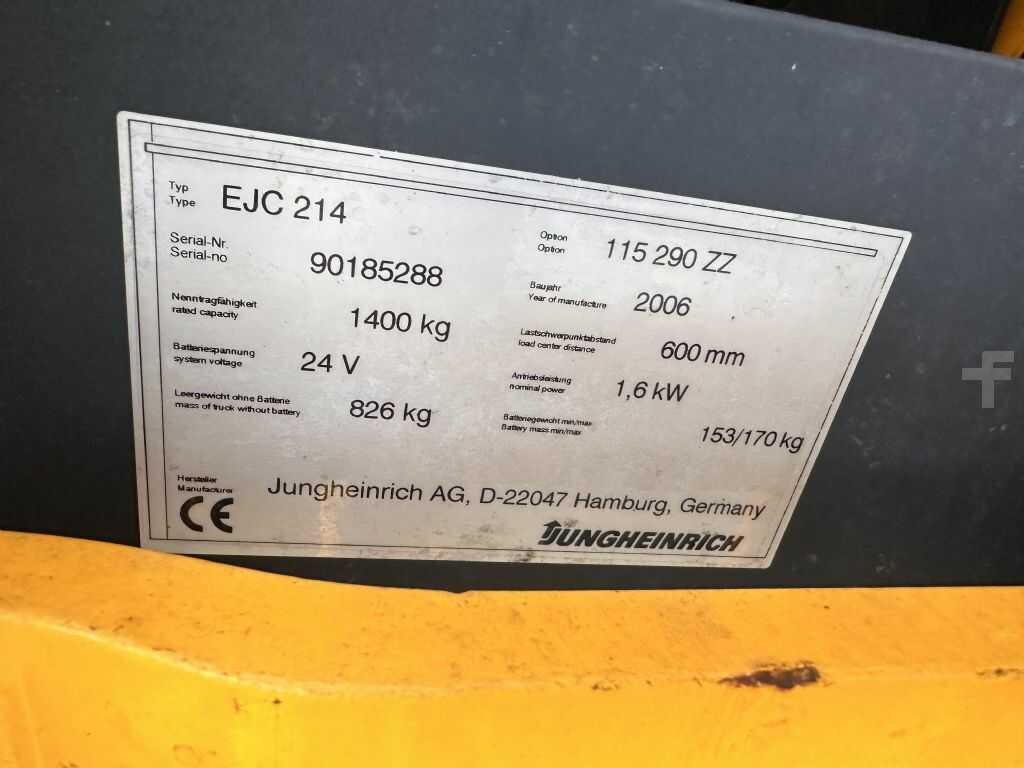 Typ
Type
EJC 214
Option
Option
115 290 ZZ
Serial-Nr.
Serial-no
90185288
Baujahr
Year of manufacture
2006
Nenntragfähigkeit
rated capacity
1400 kg
Lastschwerpunktabstand
load center distance
600 mm
Batteriespannung
system voltage
24 V
Antriebsleistung
nominal power
1,6 kW
Leergewicht ohne Batterie
mass of truck without battery
826 kg
Batteriegewicht min/max
Battery mass min/max
153/170 kg
Hersteller
Manufacturer
Jungheinrich AG, D-22047 Hamburg, Germany
CE
JUNGHEINRICH
f